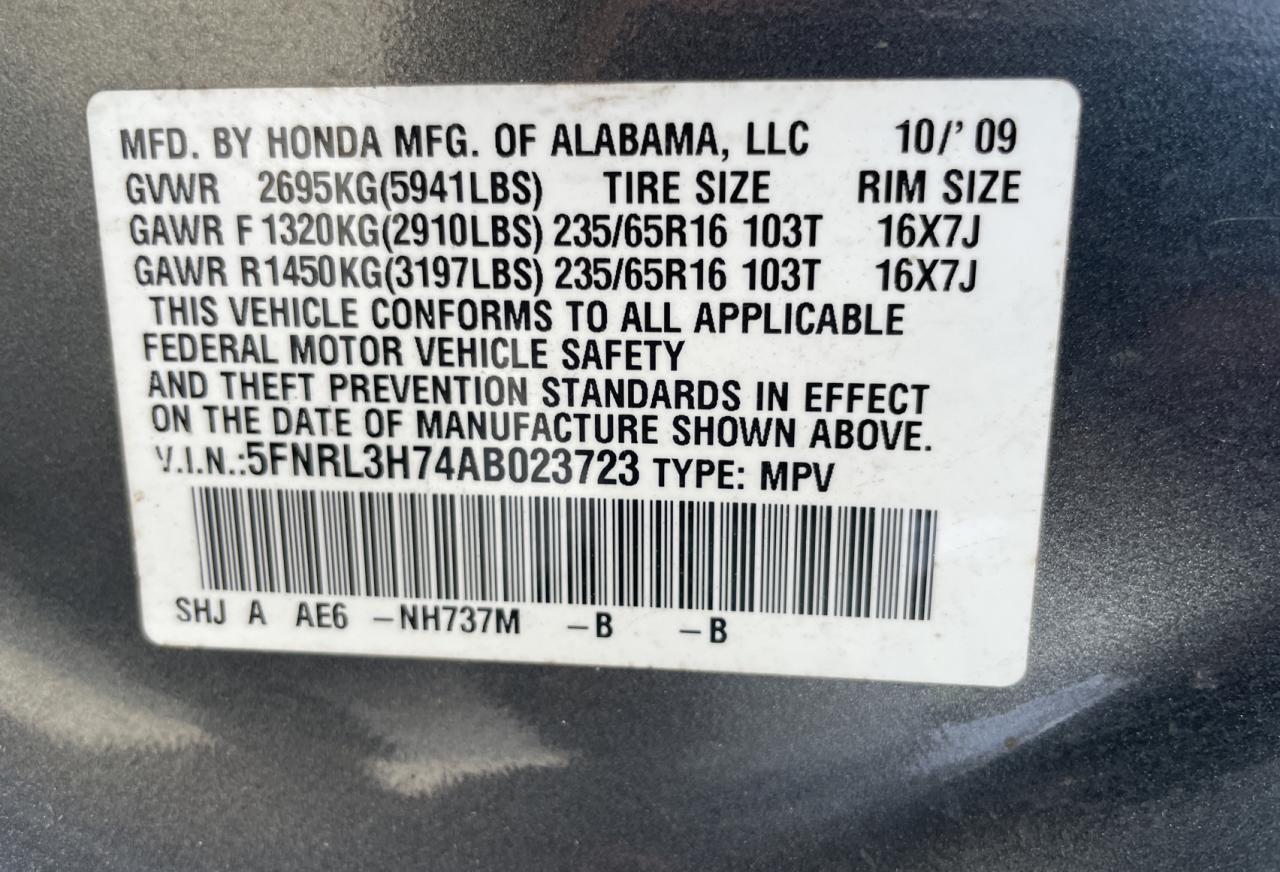 MFD. BY HONDA MFG. OF ALABAMA, LLC 10/' 09
GVWR 2695KG(5941LBS) TIRE SIZE RIM SIZE
GAWR F 1320KG(2910LBS) 235/65R16 103T 16X7J
GAWR R1450KG(3197LBS) 235/65R16 103T 16X7J
THIS VEHICLE CONFORMS TO ALL APPLICABLE
FEDERAL MOTOR VEHICLE SAFETY
AND THEFT PREVENTION STANDARDS IN EFFECT
ON THE DATE OF MANUFACTURE SHOWN ABOVE.
V.I.N.:5FNRL3H74AB023723 TYPE: MPV
SHJ A AE6 –NH737M –B –B